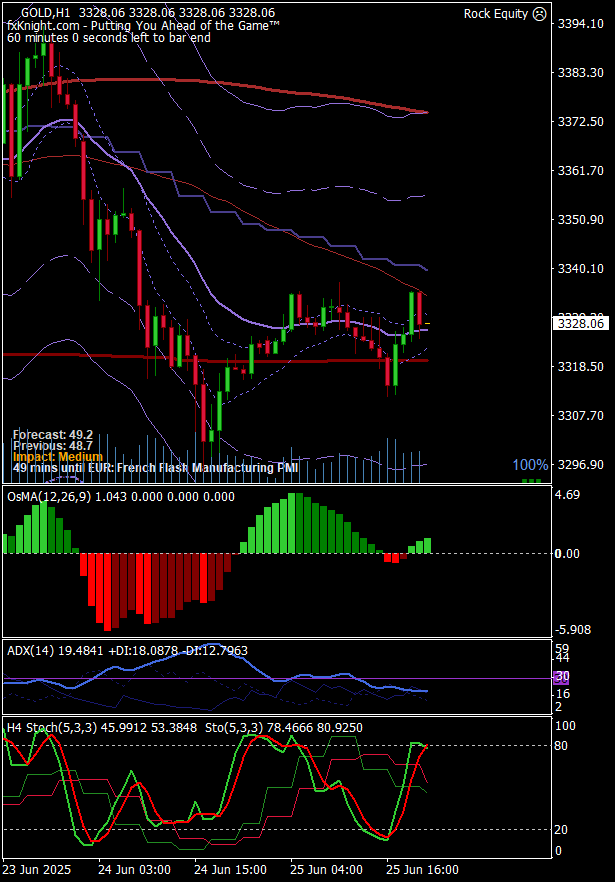 GOLD,H1 3328.06 3328.06 3328.06 3328.06
Rock Equity ☹
fxKnight.com - Putting You Ahead of the Game™
60 minutes 0 seconds left to bar end
3394.10
3383.30
3372.50
3361.70
3350.90
3340.10
3328.06
3318.50
3307.70
3296.90
Forecast: 49.2
Previous: 48.7
Impact: Medium
49 mins until EUR: French Flash Manufacturing PMI
100%
OsMA(12,26,9) 1.043 0.000 0.000 0.000
4.69
0.00
-5.908
ADX(14) 19.4841 +DI:18.0878 -DI:12.7963
59
44
30
16
2
H4 Stoch(5,3,3) 45.9912 53.3848 Sto(5,3,3) 78.4666 80.9250
100
80
20
0
23 Jun 2025 24 Jun 03:00 24 Jun 15:00 25 Jun 04:00 25 Jun 16:00